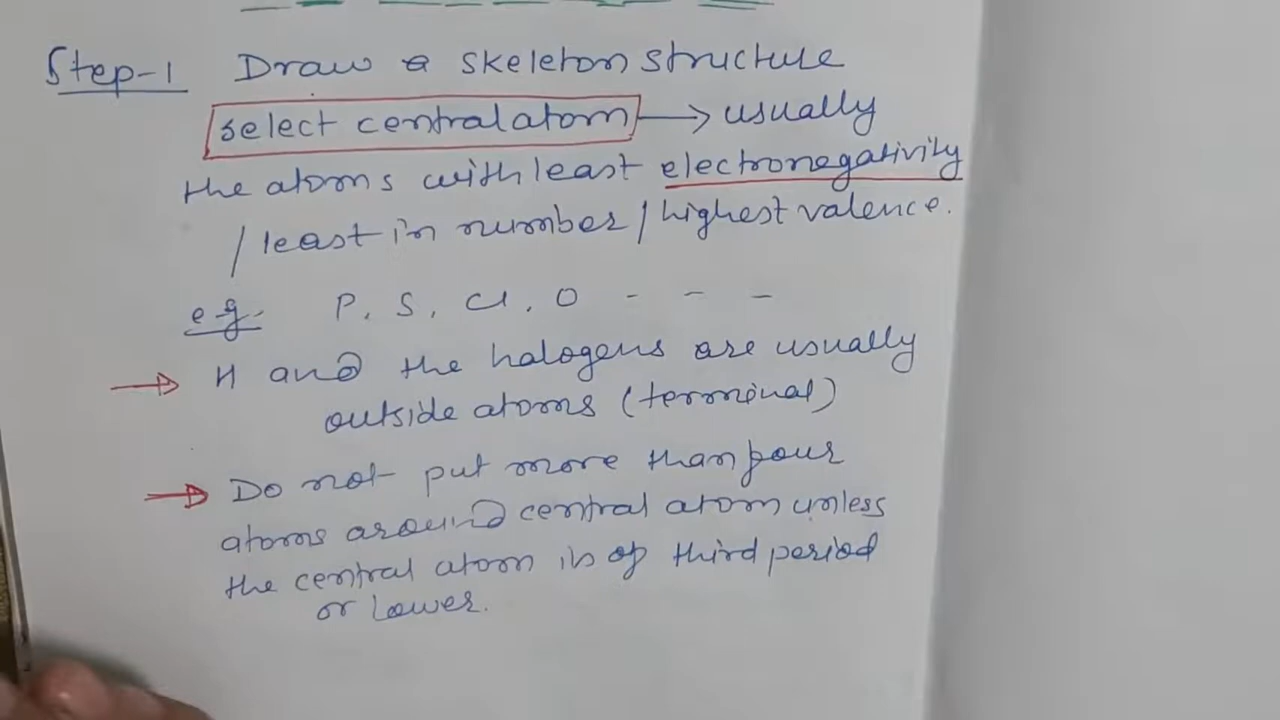 Step-1 Draw a skeleton structure
select central atom → usually
the atoms with least electronegativity
/ least in number / highest valence.
e.g. P, S, Cl, O - - -
→ H and the halogens are usually
outside atoms (terminal)
→ Do not put more than four
atoms around central atom unless
the central atom is of third period
or lower.